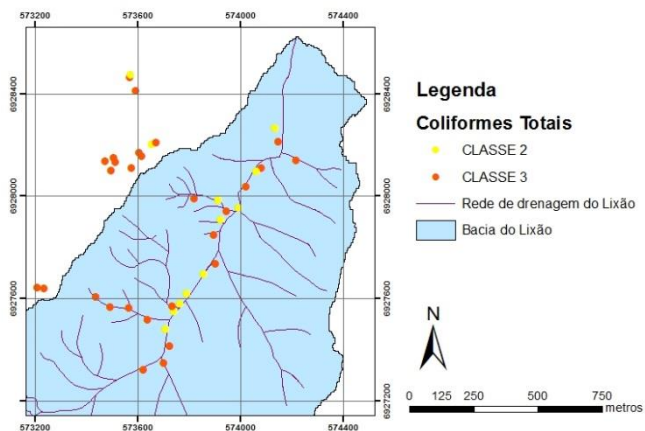 573200 573600 574000 574400
6928400 6928400
6928000 6928000
6927600 6927600
6927200 6927200
573200 573600 574000 574400
Legenda
Coliformes Totais
CLASSE 2
CLASSE 3
Rede de drenagem do Lixão
Bacia do Lixão
N
0 125 250 500 750
metros